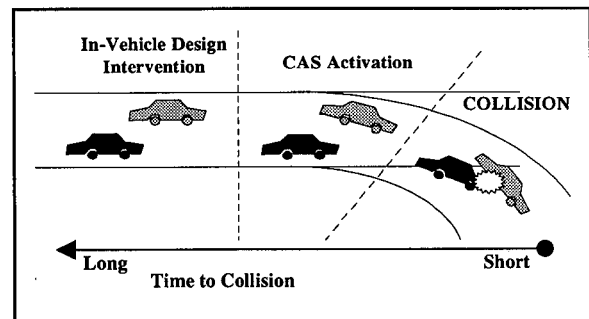 In-Vehicle Design
Intervention
CAS Activation
COLLISION
Long
Short
Time to Collision